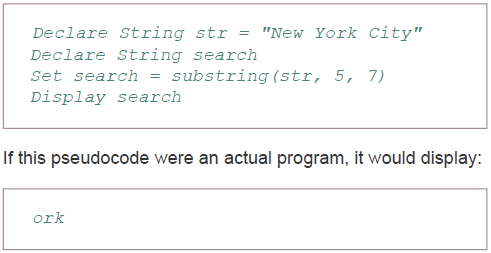 Declare String str = "New York City"
Declare String search
Set search = substring(str, 5, 7)
Display search
If this pseudocode were an actual program, it would display:
ork